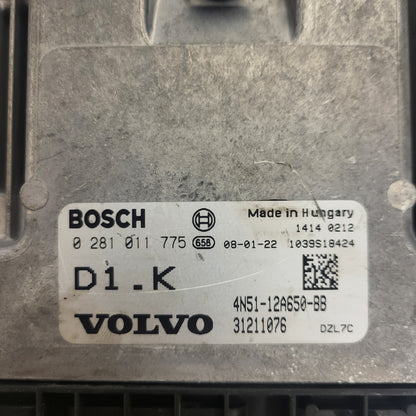 BOSCH Made in Hungary
1414 0212
0 281 011 775 658 08-01-22 1039S18424
D1.K
4N51-12A650-BB
VOLVO 31211076 DZL7C